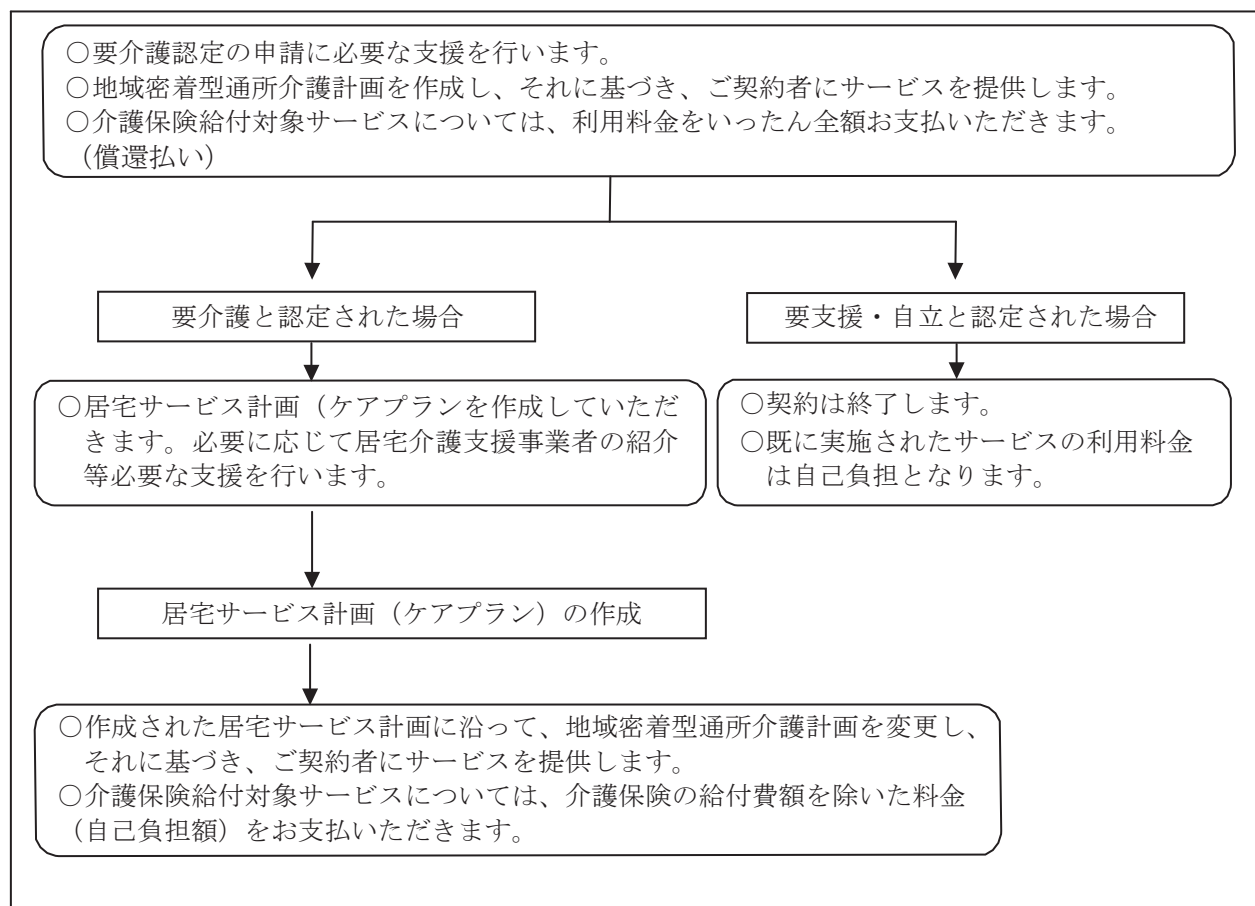 ○要介護認定の申請に必要な支援を行います。
○地域密着型通所介護計画を作成し、それに基づき、ご契約者にサービスを提供します。
○介護保険給付対象サービスについては、利用料金をいったん全額お支払いただきます。
（償還払い）
要介護と認定された場合
要支援・自立と認定された場合
○居宅サービス計画（ケアプランを作成していただ
きます。必要に応じて居宅介護支援事業者の紹介
等必要な支援を行います。
○契約は終了します。
○既に実施されたサービスの利用料金
は自己負担となります。
居宅サービス計画（ケアプラン）の作成
○作成された居宅サービス計画に沿って、地域密着型通所介護計画を変更し、
それに基づき、ご契約者にサービスを提供します。
○介護保険給付対象サービスについては、介護保険の給付費額を除いた料金
（自己負担額）をお支払いただきます。